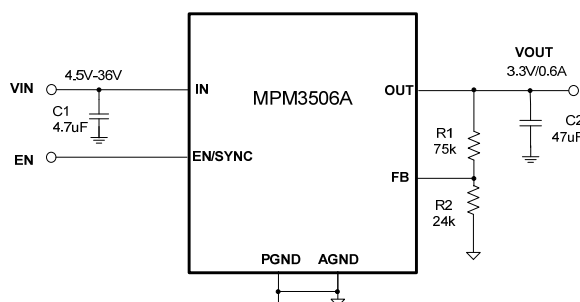 VOUT
4.5V-36V
3.3V/0.6A
VIN
IN
MPM3506A
OUT
C1
4.7uF
R1
75k
C2
47uF
EN
EN/SYNC
FB
R2
24k
PGND
AGND